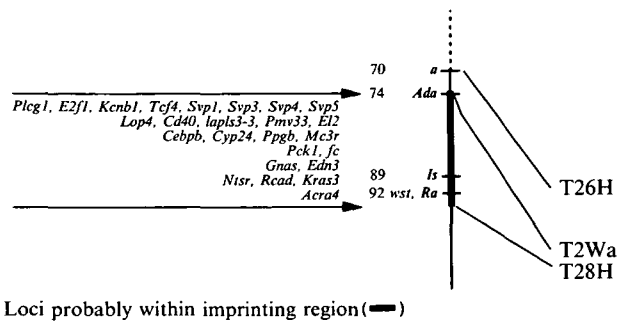 70 a
74 Ada
Plcg1, E2f1, Kcnb1, Tcf4, Svp1, Svp3, Svp4, Svp5
Lop4, Cd40, lapls3-3, Pmv33, El2
Cebpb, Cyp24, Ppgb, Mc3r
Pck1, fc
Gnas, Edn3
89 Is
Ntsr, Rcad, Kras3
T26H
Acra4
92 wst, Ra
T2Wa
T28H
Loci probably within imprinting region( )